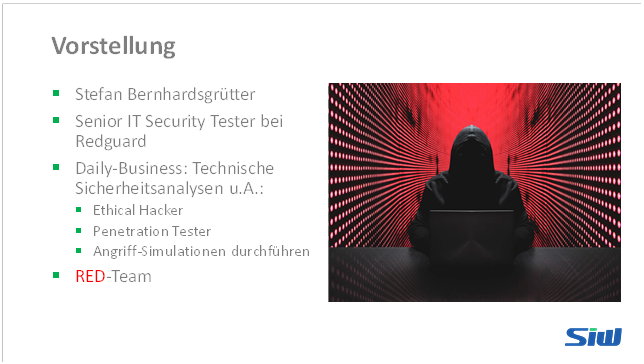 Vorstellung
Stefan Bernhardsgrütter
Senior IT Security Tester bei
Redguard
Daily-Business: Technische
Sicherheitsanalysen u.A.:
Ethical Hacker
Penetration Tester
Angriff-Simulationen durchführen
RED-Team
SiW